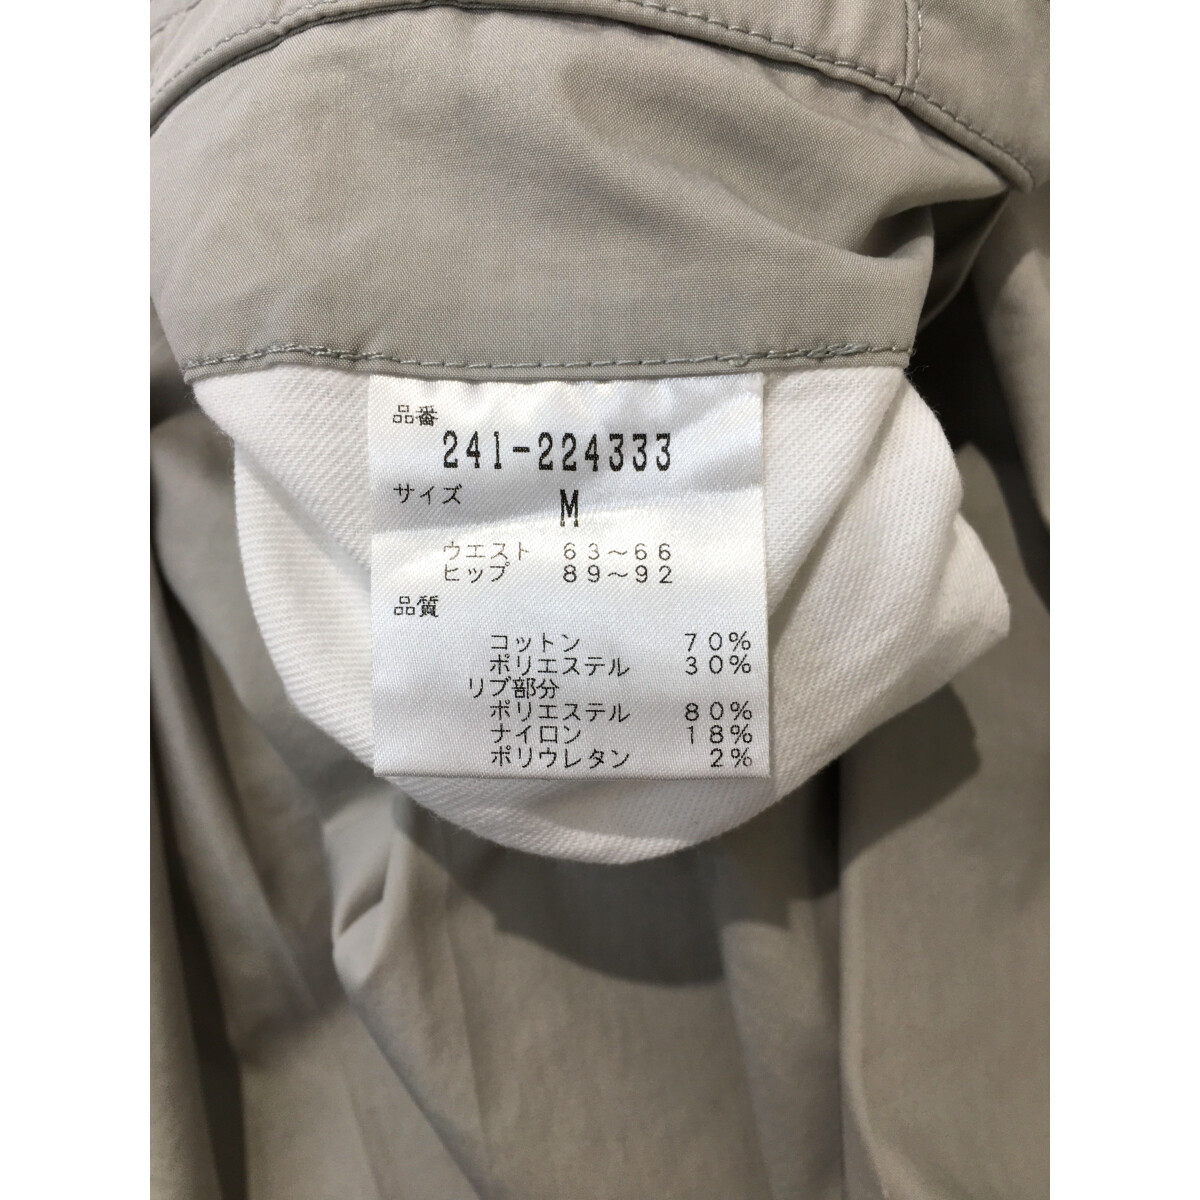 品番
241-224333
サイズ
M
ウエスト 63～66
ヒップ 89～92
品質
コットン 70%
ポリエステル 30%
リブ部分
ポリエステル 80%
ナイロン 18%
ポリウレタン 2%